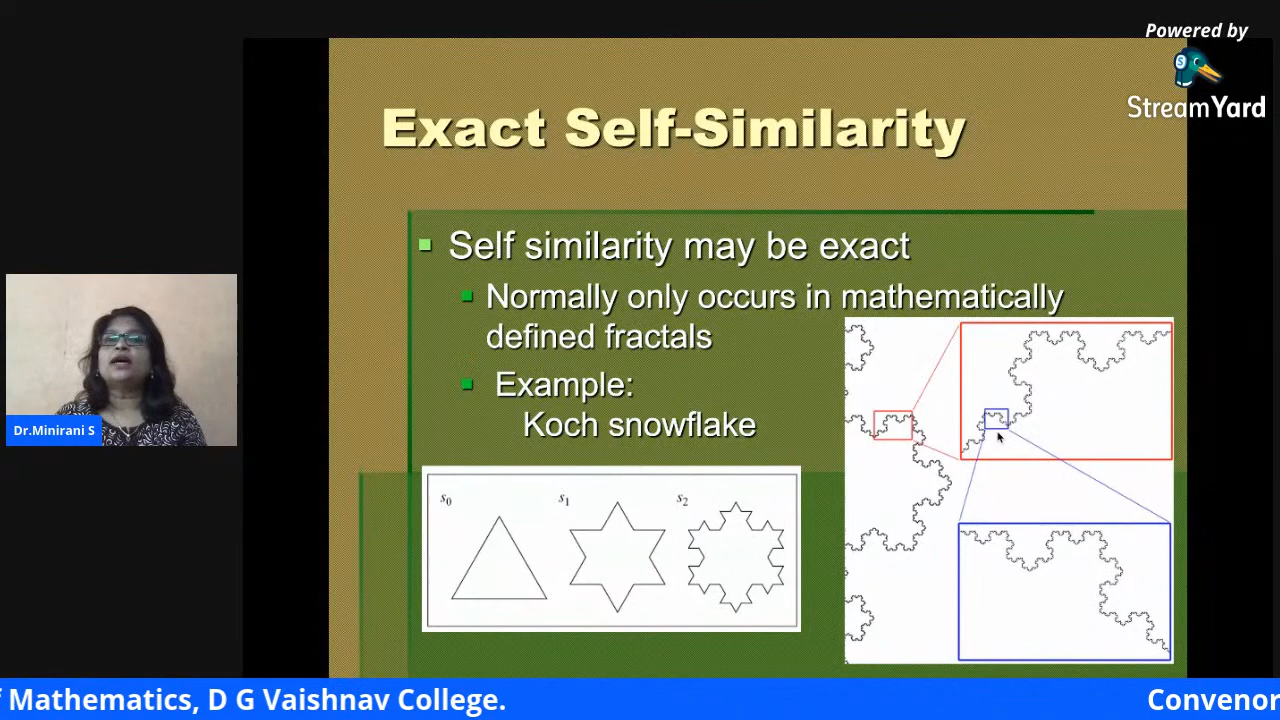 Powered by
StreamYard
Exact Self-Similarity
Self similarity may be exact
Normally only occurs in mathematically
defined fractals
Example:
Koch snowflake
s0
s1
s2
Dr.Minirani S
Mathematics, D G Vaishnav College.
Convenor